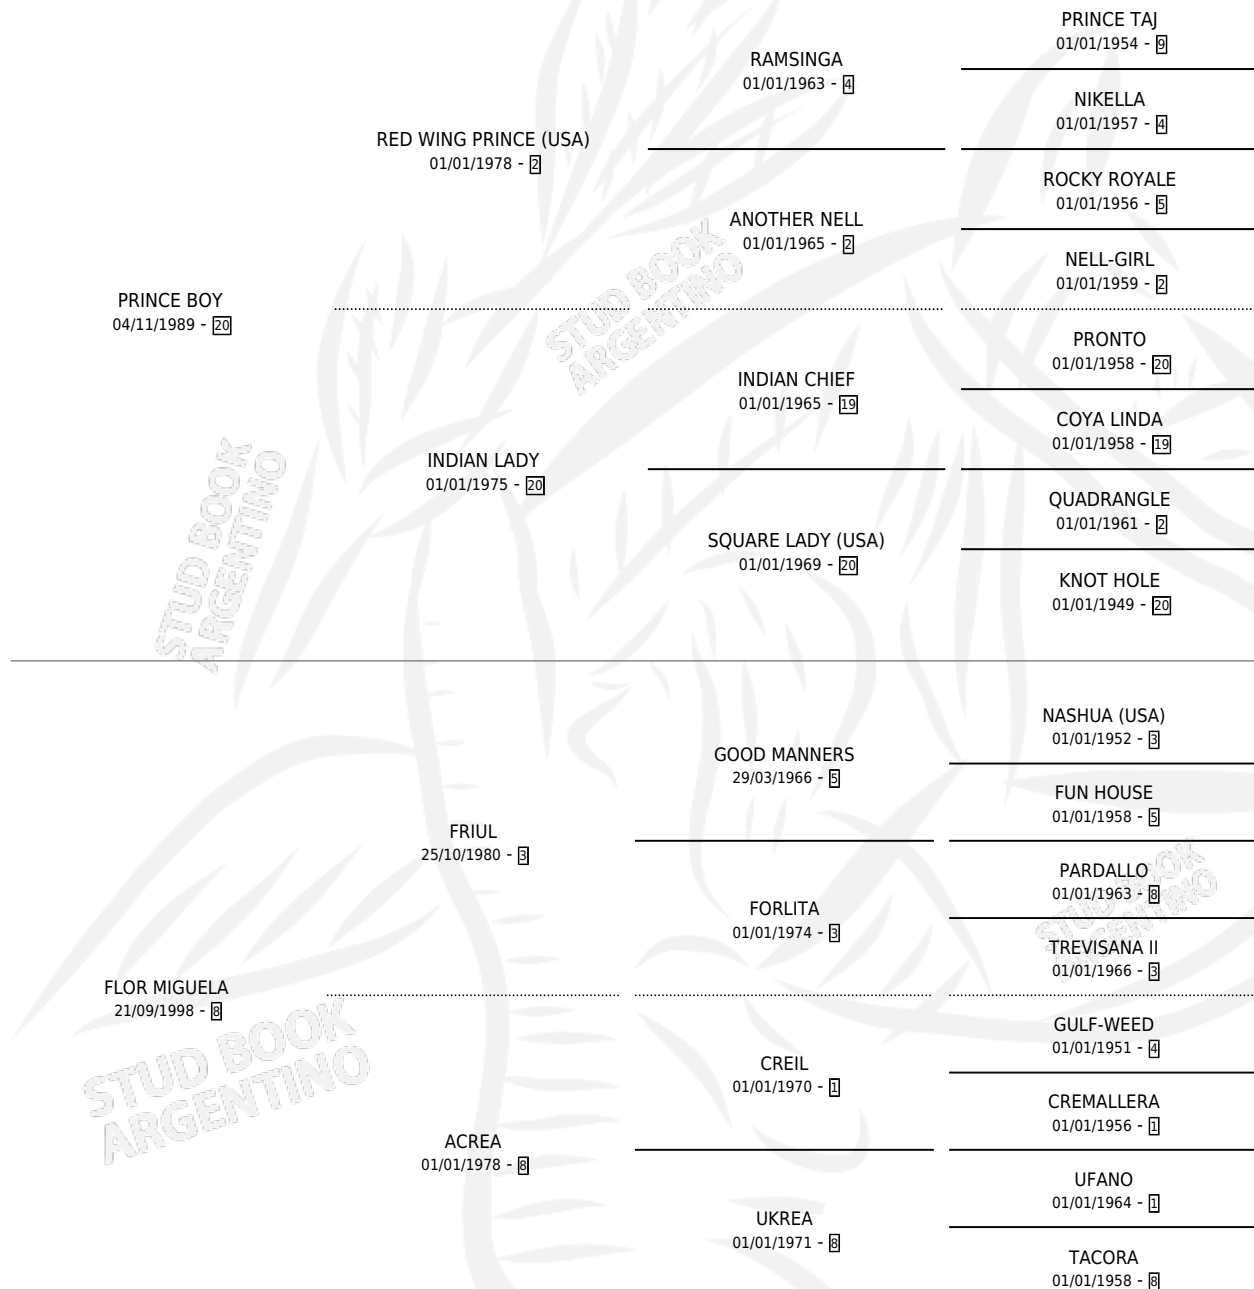 PRINCE TAJ
01/01/1954 - 9
RAMSINGA
01/01/1963 - 4
NIKELLA
01/01/1957 - 4
RED WING PRINCE (USA)
01/01/1978 - 2
ROCKY ROYALE
01/01/1956 - 5
ANOTHER NELL
01/01/1965 - 2
NELL-GIRL
01/01/1959 - 2
PRINCE BOY
04/11/1989 - 20
PRONTO
01/01/1958 - 20
INDIAN CHIEF
01/01/1965 - 19
COYA LINDA
01/01/1958 - 19
INDIAN LADY
01/01/1975 - 20
QUADRANGLE
01/01/1961 - 2
SQUARE LADY (USA)
01/01/1969 - 20
KNOT HOLE
01/01/1949 - 20
NASHUA (USA)
01/01/1952 - 3
GOOD MANNERS
29/03/1966 - 5
FUN HOUSE
01/01/1958 - 5
FRIUL
25/10/1980 - 3
PARDALLO
01/01/1963 - 8
FORLITA
01/01/1974 - 3
TREVISANA II
01/01/1966 - 3
FLOR MIGUELA
21/09/1998 - 8
GULF-WEED
01/01/1951 - 4
CREIL
01/01/1970 - 1
CREMALLERA
01/01/1956 - 1
ACREA
01/01/1978 - 8
UFANO
01/01/1964 - 1
UKREA
01/01/1971 - 8
TACORA
01/01/1958 - 8
STUD BOOK
ARGENTINO
STUD BOOK
ARGENTINO
STUD BOOK
ARGENTINO
STUD BOOK
ARGENTINO